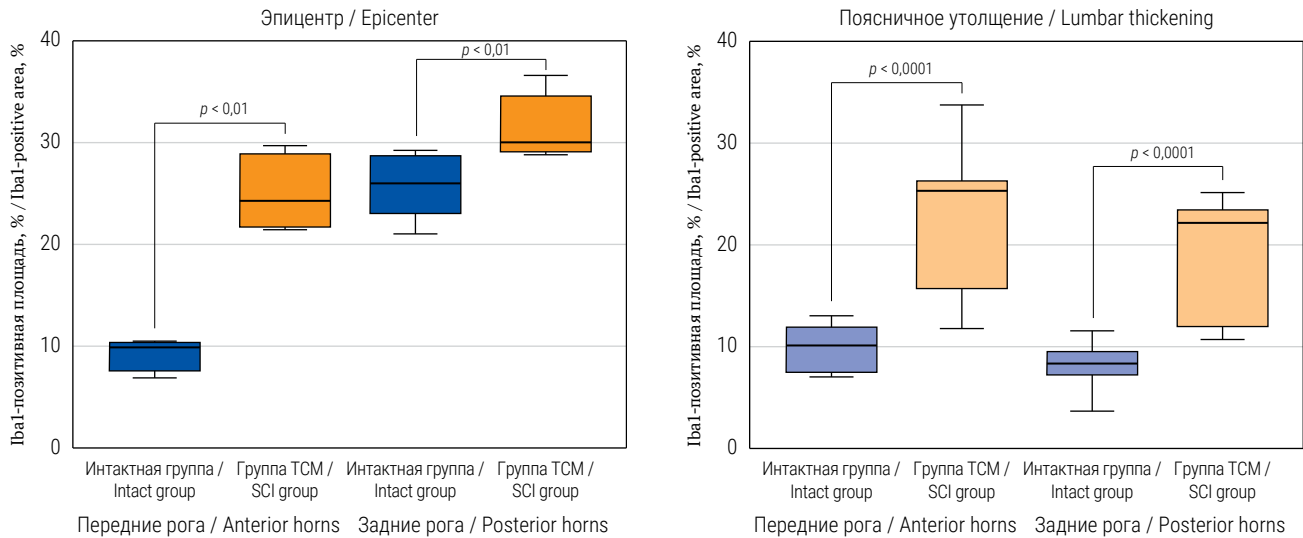 Эпицентр / Epicenter
Iba1-позитивная площадь, % / Iba1-positive area, %
40
30
20
10
0
p < 0,01
p < 0,01
Интактная группа /
Intact group
Группа ТСМ /
SCI group
Интактная группа /
Intact group
Группа ТСМ /
SCI group
Передние рога / Anterior horns
Задние рога / Posterior horns
Поясничное утолщение / Lumbar thickening
Iba1-позитивная площадь, % / Iba1-positive area, %
40
30
20
10
0
p < 0,0001
p < 0,0001
Интактная группа /
Intact group
Группа ТСМ /
SCI group
Интактная группа /
Intact group
Группа ТСМ /
SCI group
Передние рога / Anterior horns
Задние рога / Posterior horns